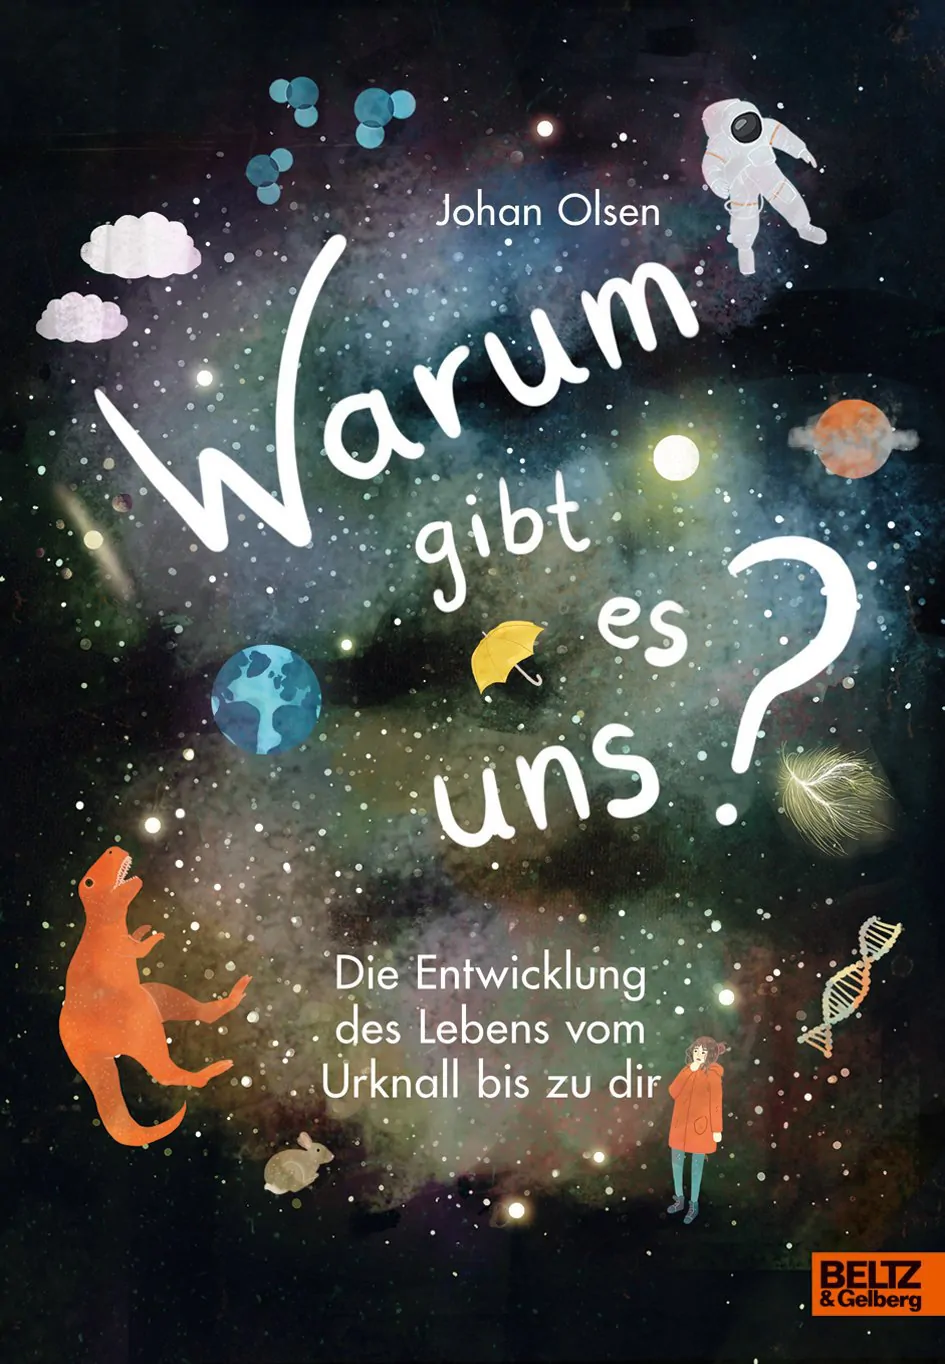 Johan Olsen
Warum
gibt
es
uns?
Die Entwicklung
des Lebens vom
Urknall bis zu dir
BELTZ
& Gelberg